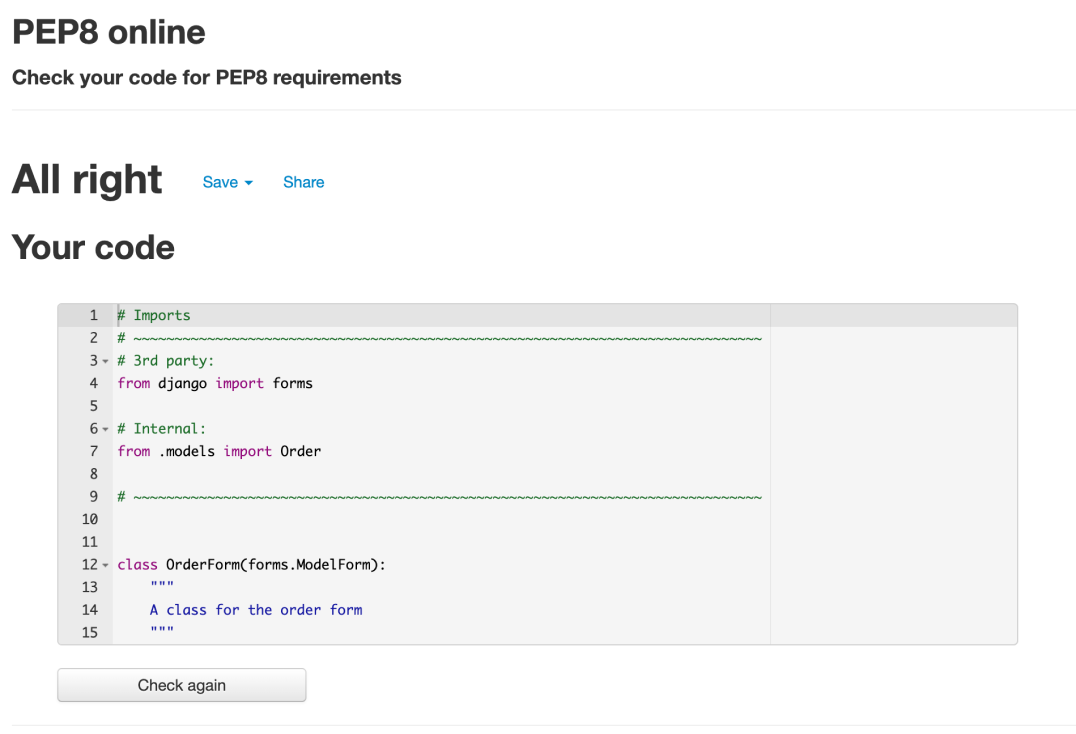 PEP8 online
Check your code for PEP8 requirements
All right Save Share
Your code
1 # Imports
2 # ~~~~~~~~~~~~~~~~~~~~~~~~~~~~~~~~~~~~~~~~~~~~~~~~~~~~~~~~~~~~~~~~~~~~~~~~~~~~~
3 # 3rd party:
4 from django import forms
5
6 # Internal:
7 from .models import Order
8
9 # ~~~~~~~~~~~~~~~~~~~~~~~~~~~~~~~~~~~~~~~~~~~~~~~~~~~~~~~~~~~~~~~~~~~~~~~~~~~~~
10
11
12 class OrderForm(forms.ModelForm):
13     """
14     A class for the order form
15     """
Check again